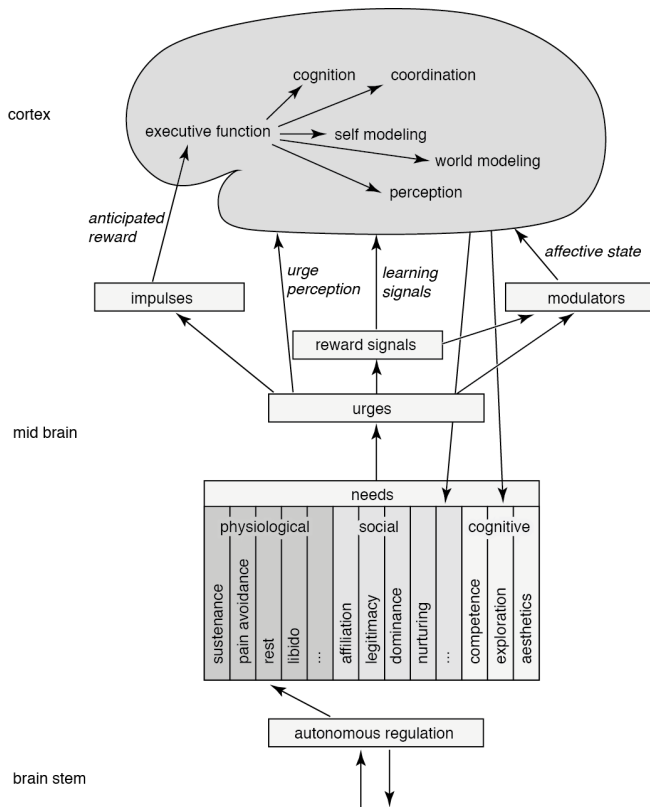 cognition
coordination
cortex
executive function
self modeling
world modeling
perception
anticipated
reward
urge
perception
learning
signals
affective state
impulses
modulators
reward signals
urges
mid brain
needs
physiological
social
cognitive
sustenance
pain avoidance
rest
libido
...
affiliation
legitimacy
dominance
nurturing
...
competence
exploration
aesthetics
autonomous regulation
brain stem